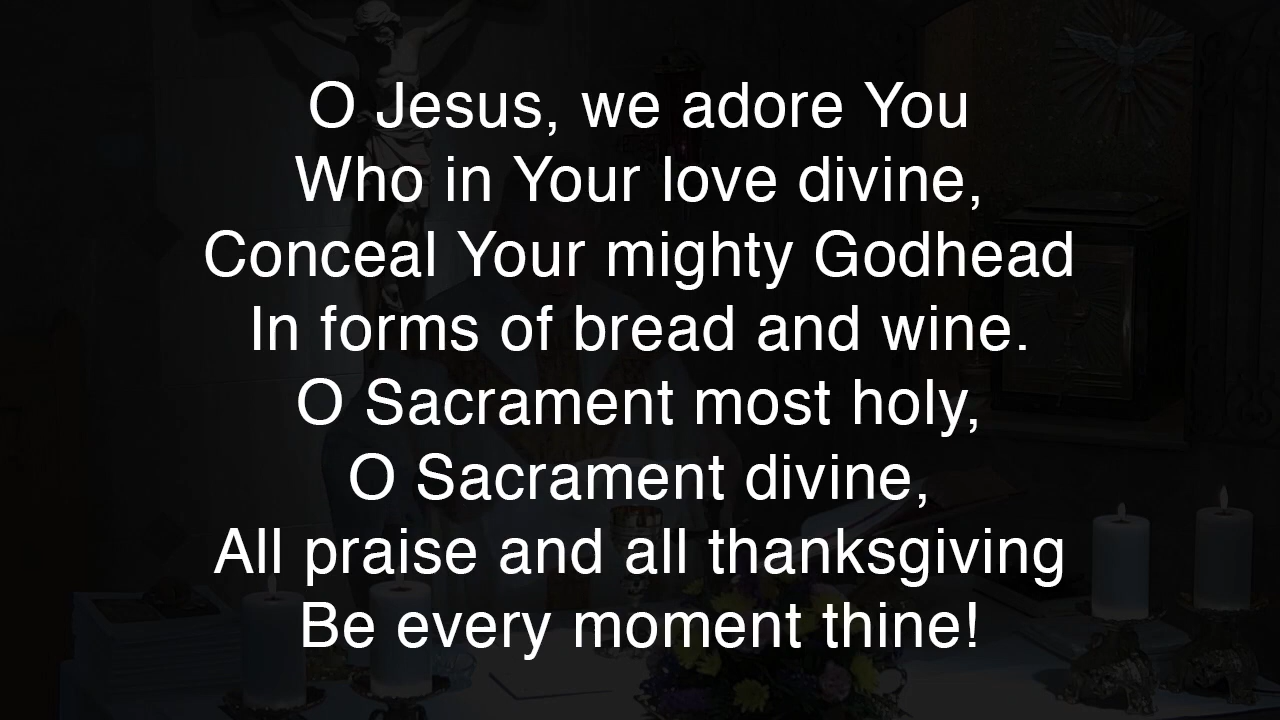 O Jesus, we adore You
Who in Your love divine,
Conceal Your mighty Godhead
In forms of bread and wine.
O Sacrament most holy,
O Sacrament divine,
All praise and all thanksgiving
Be every moment thine!